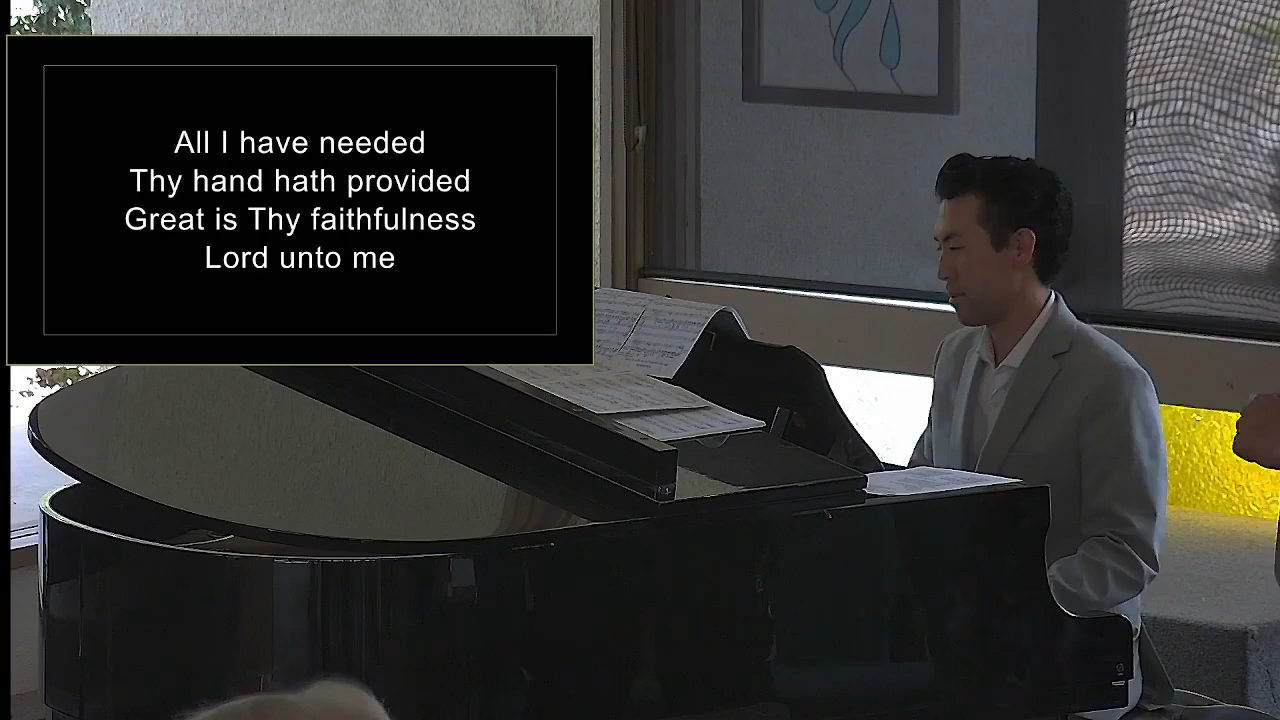 All I have needed
Thy hand hath provided
Great is Thy faithfulness
Lord unto me